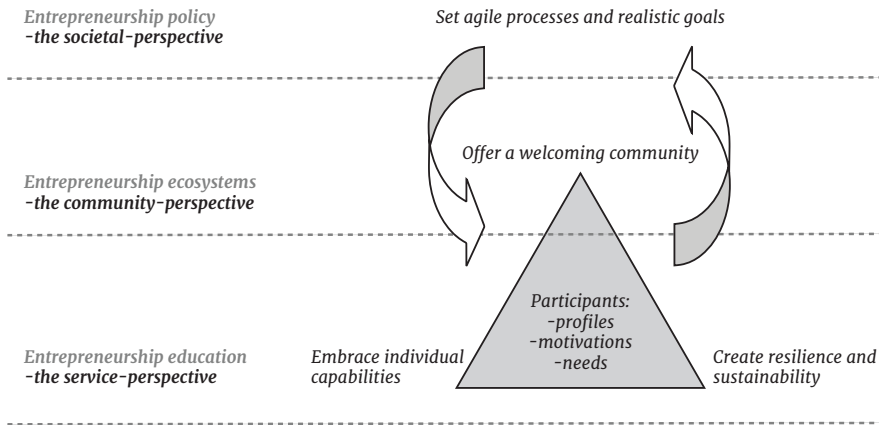 Entrepreneurship policy
-the societal-perspective
Set agile processes and realistic goals
Offer a welcoming community
Entrepreneurship ecosystems
-the community-perspective
Participants:
-profiles
-motivations
-needs
Entrepreneurship education
-the service-perspective
Embrace individual
capabilities
Create resilience and
sustainability